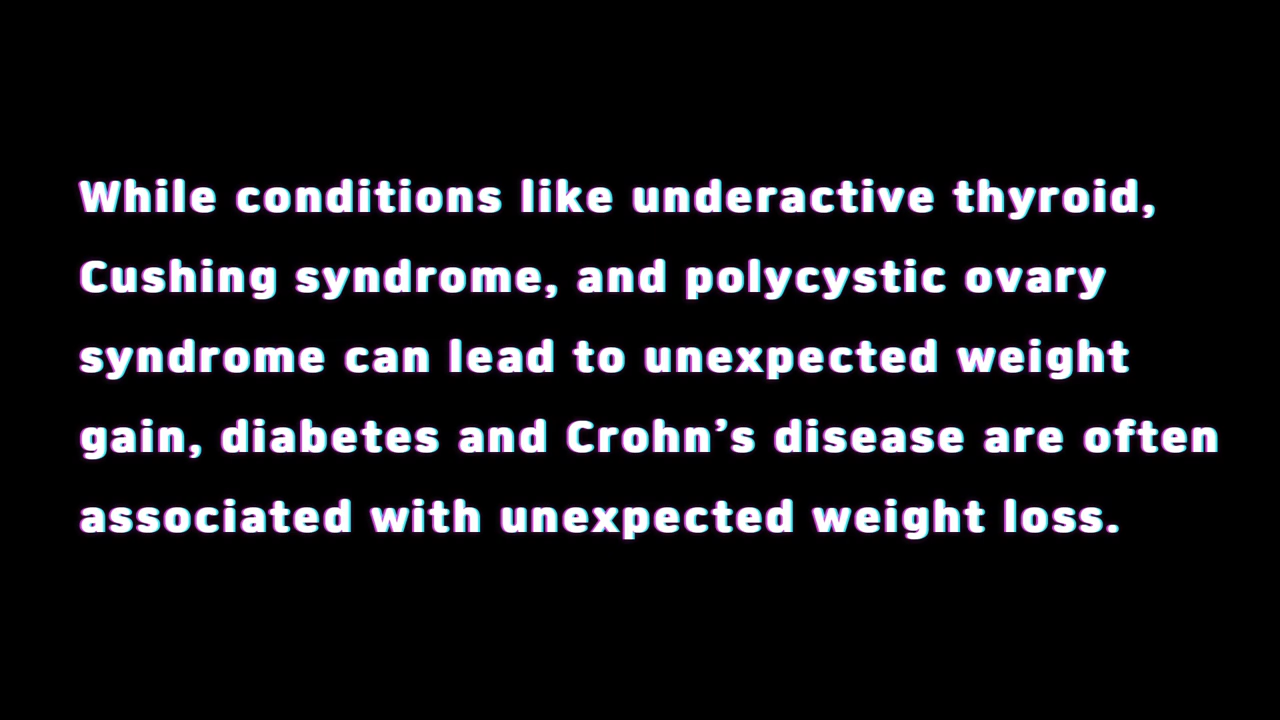 While conditions like underactive thyroid,
Cushing syndrome, and polycystic ovary
syndrome can lead to unexpected weight
gain, diabetes and Crohn’s disease are often
associated with unexpected weight loss.